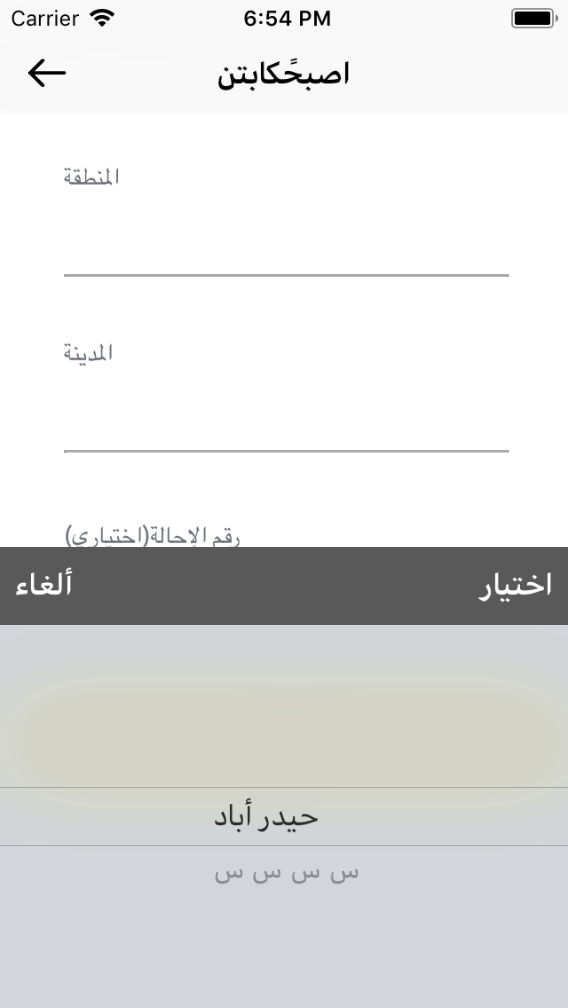 Carrier 6:54 PM
اصبحًكابتن
المنطقة
المدينة
رقم الإحالة(اختياري)
ألغاء اختيار
حيدر أباد
س س س س